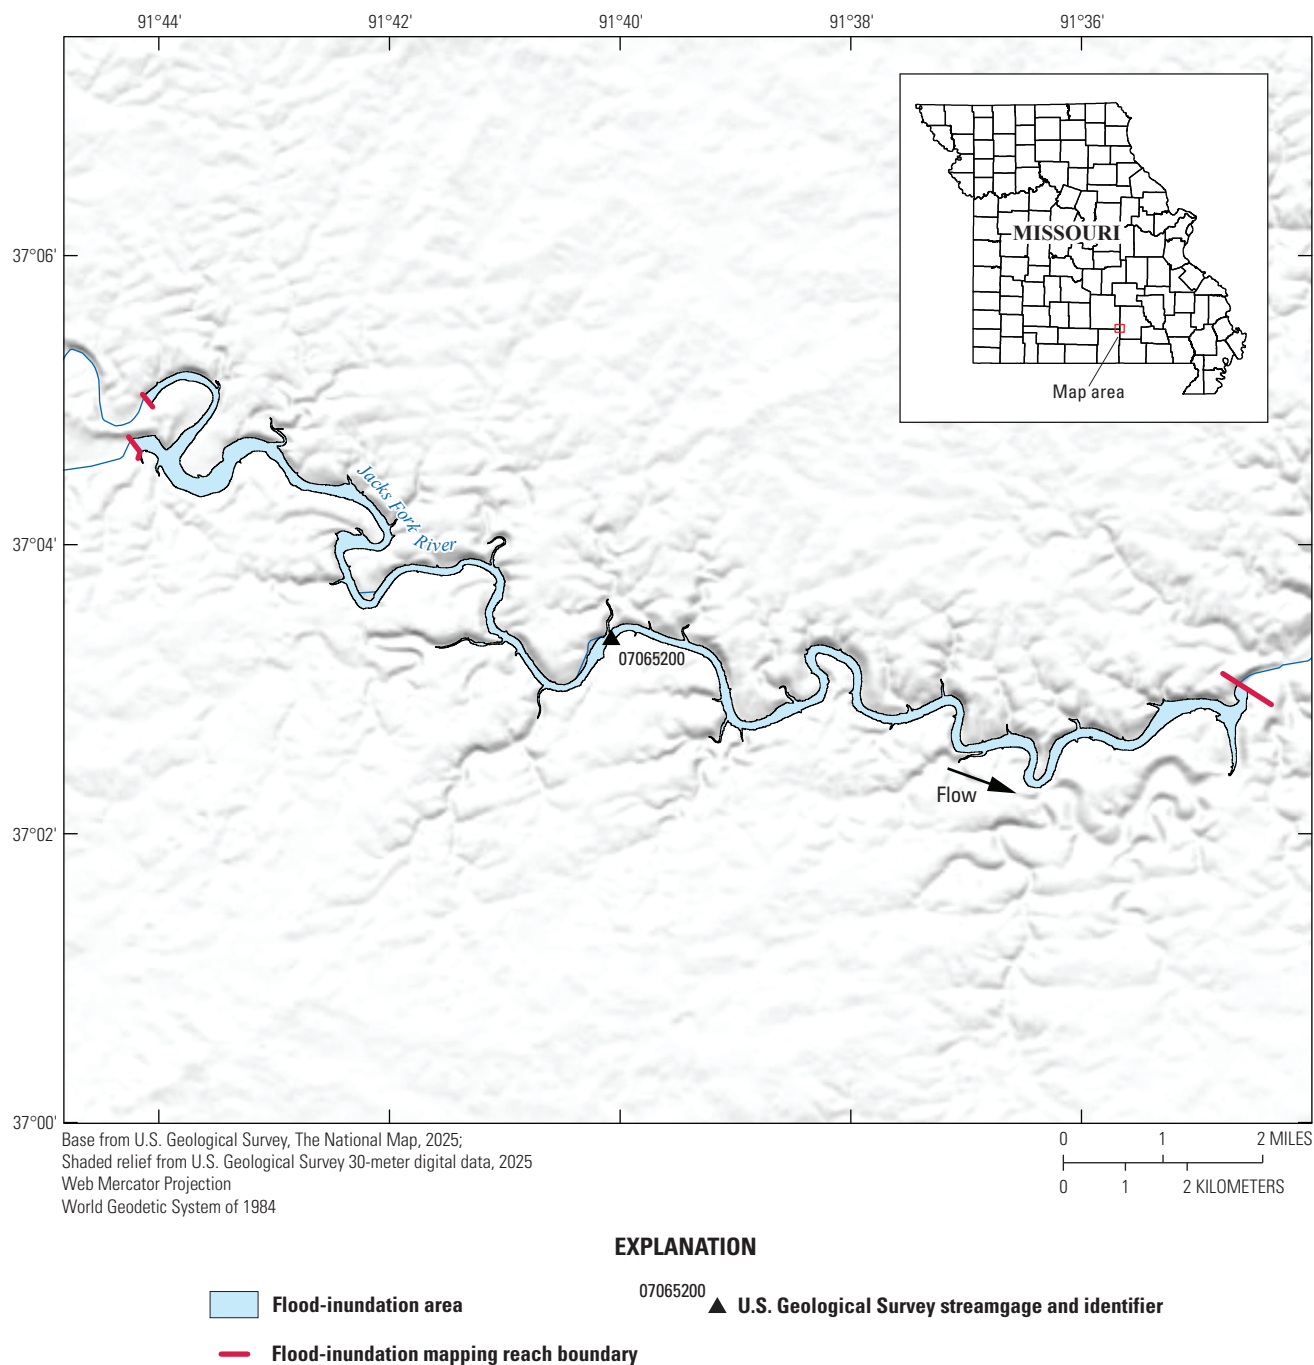 91°44'
91°42'
91°40'
91°38'
91°36'
MISSOURI
Map area
37°06'
37°04'
37°02'
37°00'
Jacks Fork
River
07065200
Flow
Base from U.S. Geological Survey, The National Map, 2025;
Shaded relief from U.S. Geological Survey 30-meter digital data, 2025
Web Mercator Projection
World Geodetic System of 1984
0 1 2 MILES
0 1 2 KILOMETERS
EXPLANATION
Flood-inundation area
07065200
U.S. Geological Survey streamgage and identifier
Flood-inundation mapping reach boundary